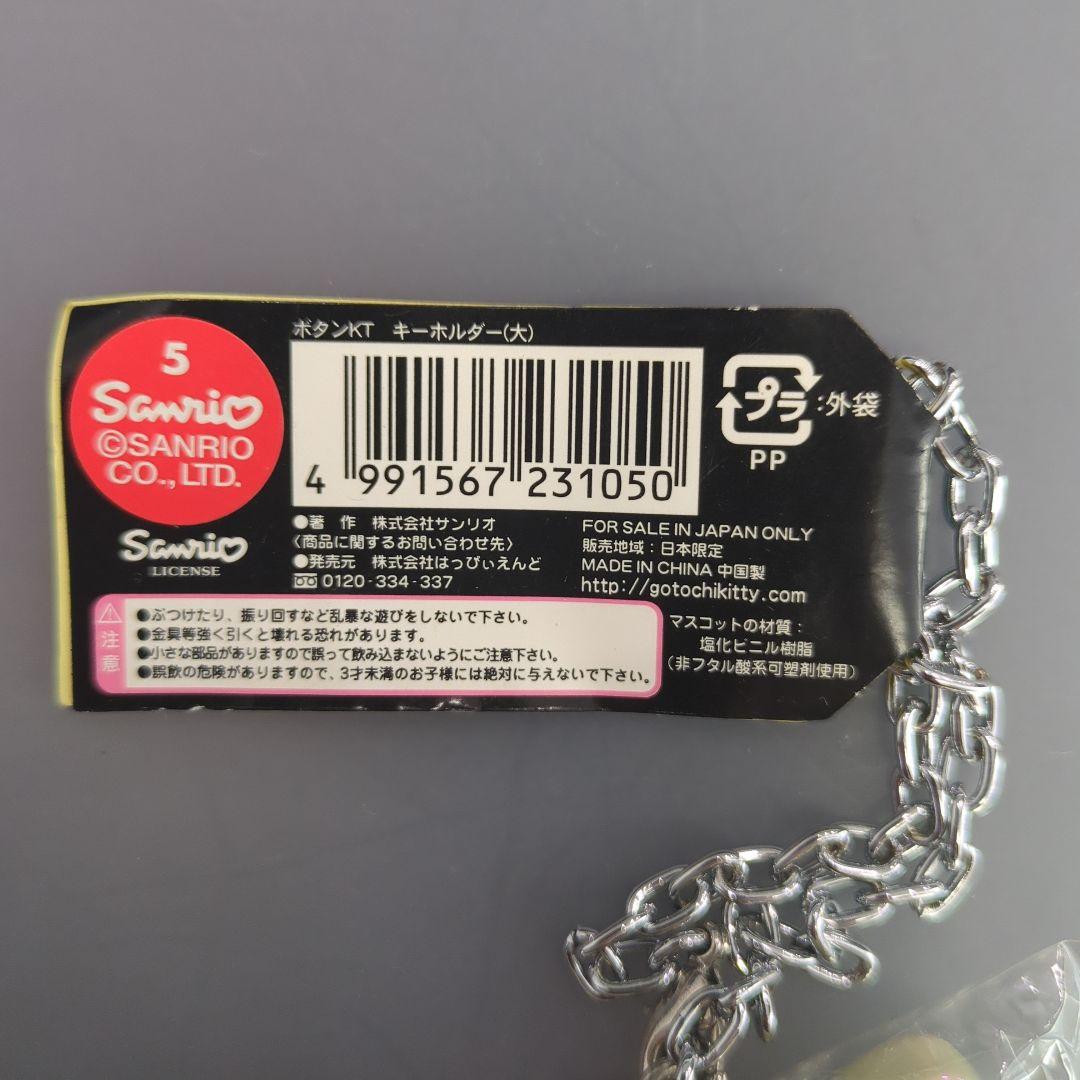 5
Sanrio
©SANRIO
CO., LTD.
Sanrio
LICENSE
ボタンKT キーホルダー(大)
4 991567 231050
プラ:外袋
PP
●著 作 株式会社サンリオ
〈商品に関するお問い合わせ先〉
●発売元 株式会社はっぴぃえんど
0120-334-337
FOR SALE IN JAPAN ONLY
販売地域:日本限定
MADE IN CHINA 中国製
http://gotochikitty.com
注意
●ぶつけたり、振り回すなど乱暴な遊びをしないで下さい。
●金具等強く引くと壊れる恐れがあります。
●小さな部品がありますので誤って飲み込まないようにご注意下さい。
●誤飲の危険がありますので、3才未満のお子様には絶対に与えないで下さい。
マスコットの材質:
塩化ビニル樹脂
(非フタル酸系可塑剤使用)